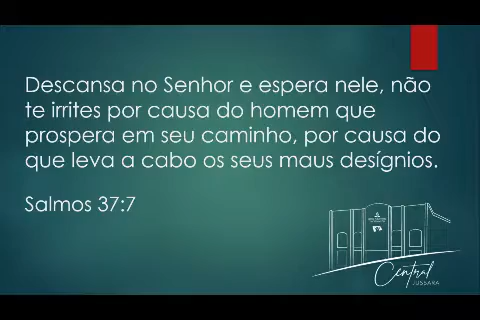 Descansa no Senhor e espera nele, não
te irrites por causa do homem que
prospera em seu caminho, por causa do
que leva a cabo os seus maus desígnios.
Salmos 37:7
Central
JUSSARA